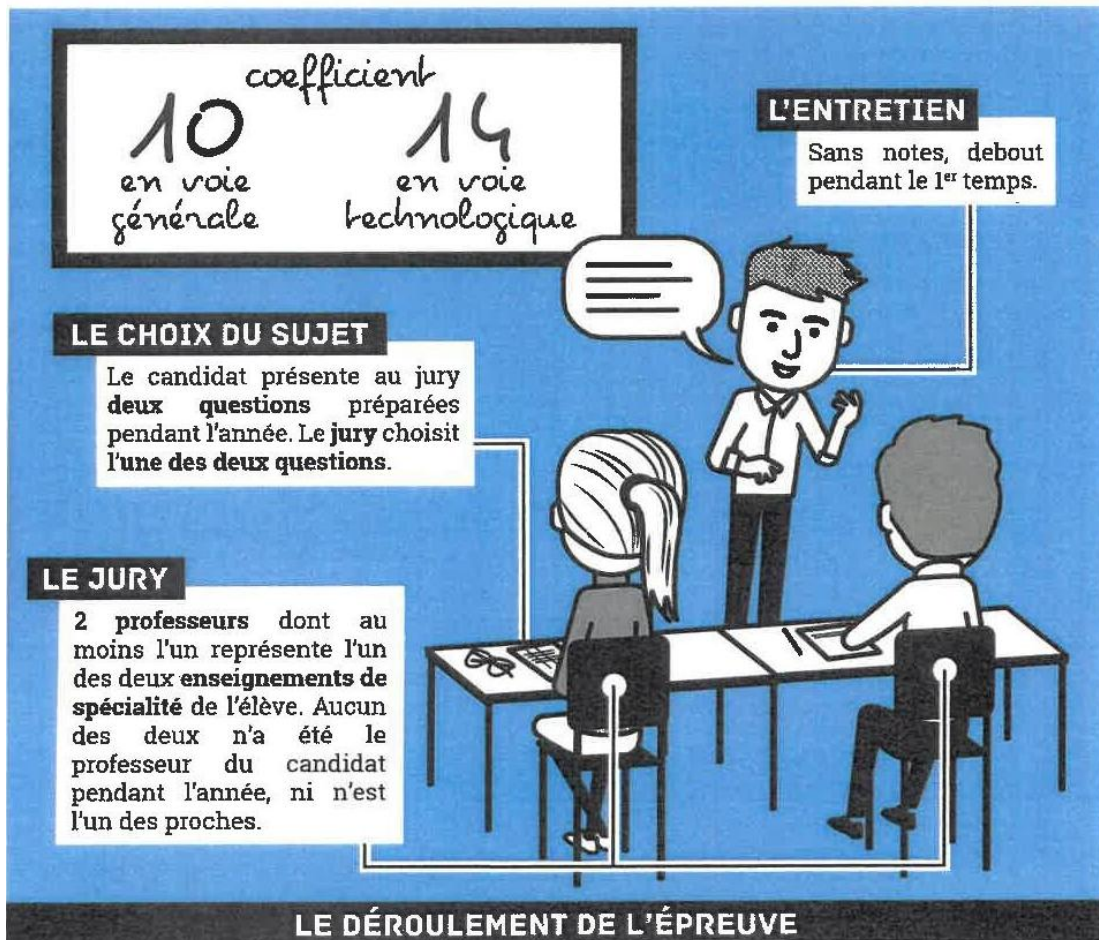 coefficient
10 14
en voie en voie
générale technologique
L'ENTRETIEN
Sans notes, debout
pendant le 1er temps.
LE CHOIX DU SUJET
Le candidat présente au jury
deux questions préparées
pendant l'année. Le jury choisit
l'une des deux questions.
LE JURY
2 professeurs dont au
moins l'un représente l'un
des deux enseignements de
spécialité de l'élève. Aucun
des deux n'a été le
professeur du candidat
pendant l'année, ni n'est
l'un des proches.
LE DÉROULEMENT DE L'ÉPREUVE